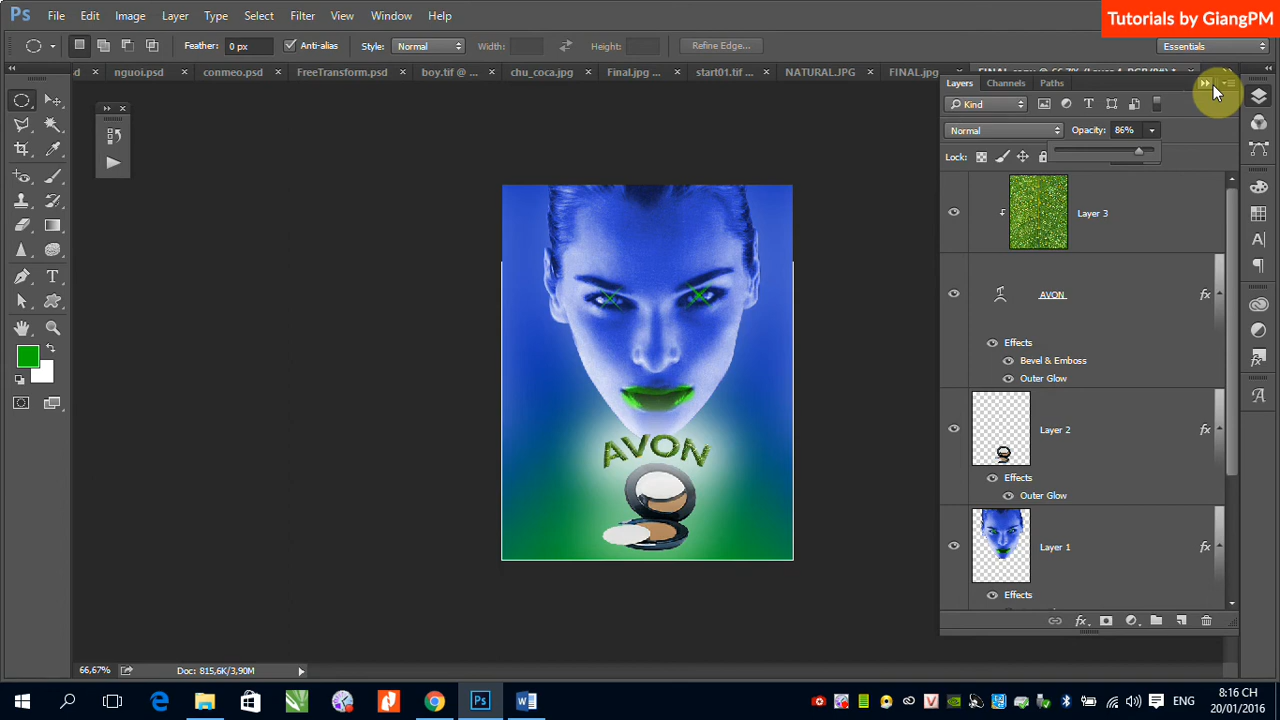 Ps File Edit Image Layer Type Select Filter View Window Help
Tutorials by GiangPM
Feather: 0 px Anti-alias Style: Normal Width: Height: Refine Edge... Essentials
nguoi.psd conmeo.psd FreeTransform.psd boy.tif @ ... chu_coca.jpg Final.jpg ... start01.tif ... NATURAL.JPG FINAL.jpg
Layers Channels Paths
Kind
Normal Opacity: 86%
Lock:
Layer 3
AVON fx
Effects
Bevel & Emboss
Outer Glow
Layer 2 fx
Effects
Outer Glow
Layer 1 fx
Effects
AVON
66,67% Doc: 815,6K/3,90M
ENG
8:16 CH
20/01/2016